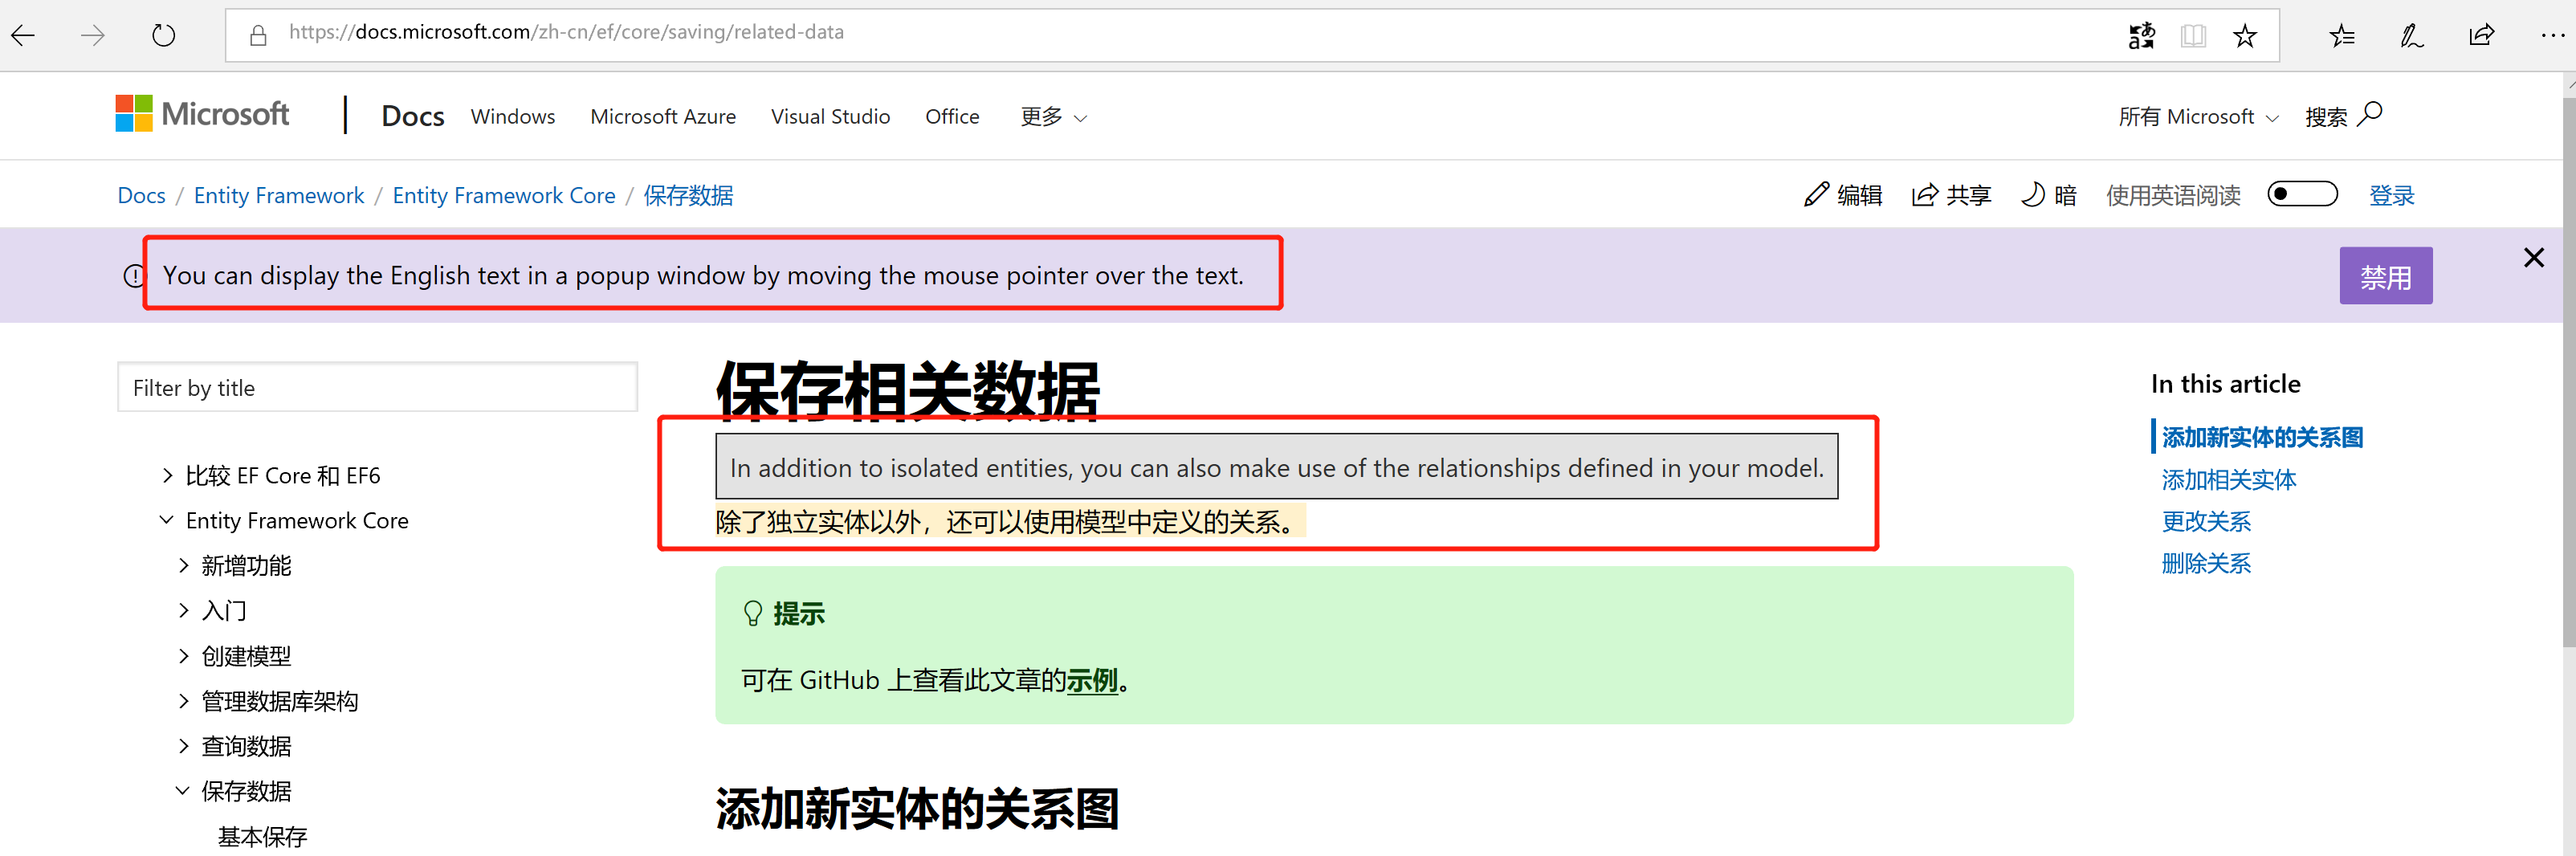 https://docs.microsoft.com/zh-cn/ef/core/saving/related-data
Microsoft | Docs Windows Microsoft Azure Visual Studio Office 更多 所有 Microsoft 搜索
Docs / Entity Framework / Entity Framework Core / 保存数据 编辑 共享 暗 使用英语阅读 登录
You can display the English text in a popup window by moving the mouse pointer over the text. 禁用
Filter by title
比较 EF Core 和 EF6
Entity Framework Core
新增功能
入门
创建模型
管理数据库架构
查询数据
保存数据
基本保存
保存相关数据
In addition to isolated entities, you can also make use of the relationships defined in your model.
除了独立实体以外，还可以使用模型中定义的关系。
提示
可在 GitHub 上查看此文章的示例。
添加新实体的关系图
In this article
添加新实体的关系图
添加相关实体
更改关系
删除关系